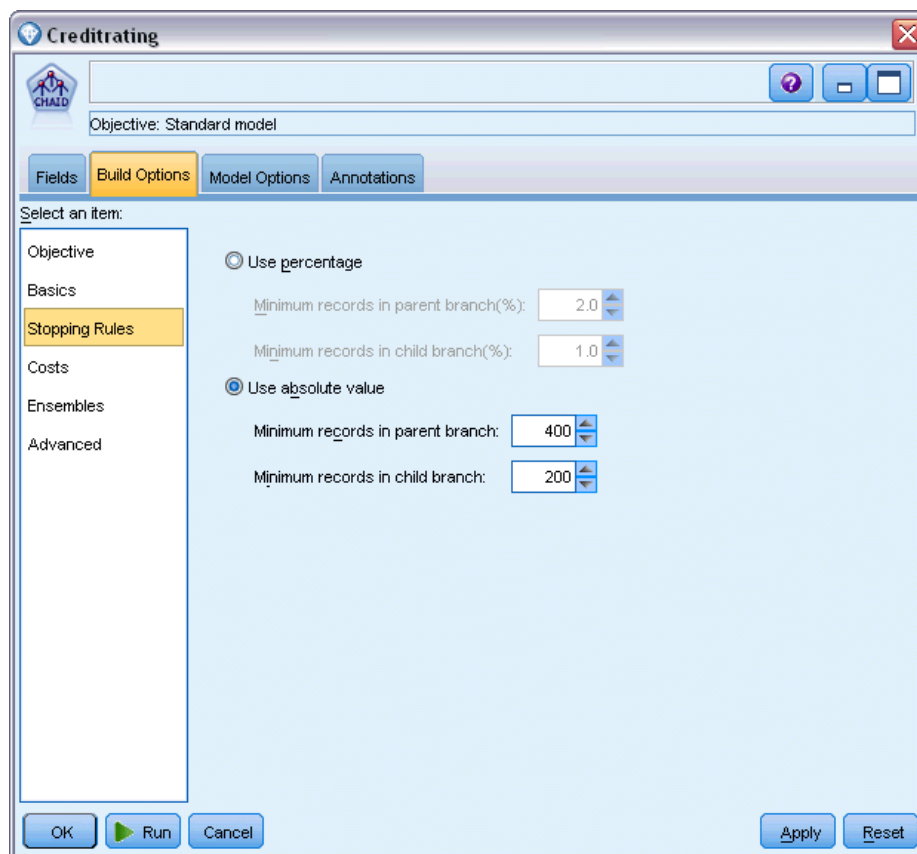 Creditrating
CHAID
Objective: Standard model
Fields Build Options Model Options Annotations
Select an item:
Objective
Basics
Stopping Rules
Costs
Ensembles
Advanced
Use percentage
Minimum records in parent branch(%): 2.0
Minimum records in child branch(%): 1.0
Use absolute value
Minimum records in parent branch: 400
Minimum records in child branch: 200
OK Run Cancel Apply Reset